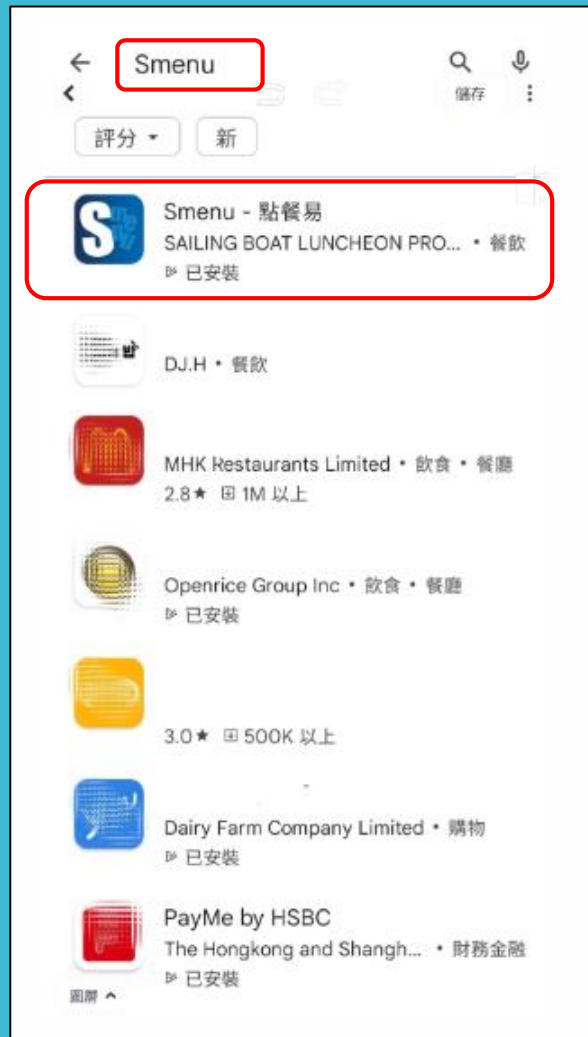 Smenu
儲存
評分
新
Smenu - 點餐易
SAILING BOAT LUNCHEON PRO... • 餐飲
已安裝
DJ.H • 餐飲
MHK Restaurants Limited • 飲食 • 餐廳
2.8★ 1M 以上
Openrice Group Inc • 飲食 • 餐廳
已安裝
3.0★ 500K 以上
Dairy Farm Company Limited • 購物
已安裝
PayMe by HSBC
The Hongkong and Shangh... • 財務金融
已安裝
圖層